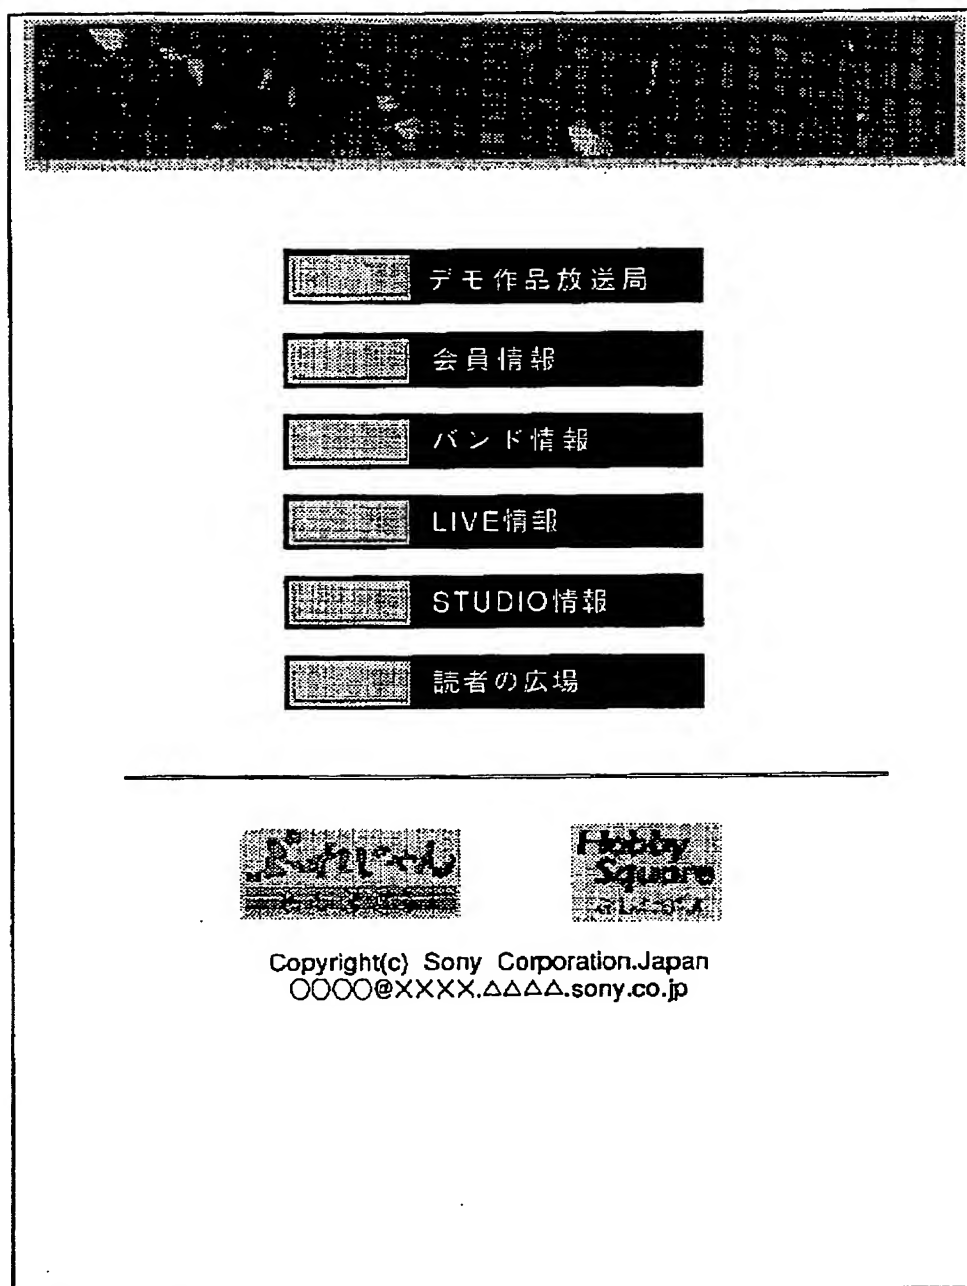 デモ作品放送局
会員情報
バンド情報
LIVE情報
STUDIO情報
読者の広場
Hobby
Square
Copyright(c) Sony Corporation.Japan
○○○○@XXXX.△△△△.sony.co.jp